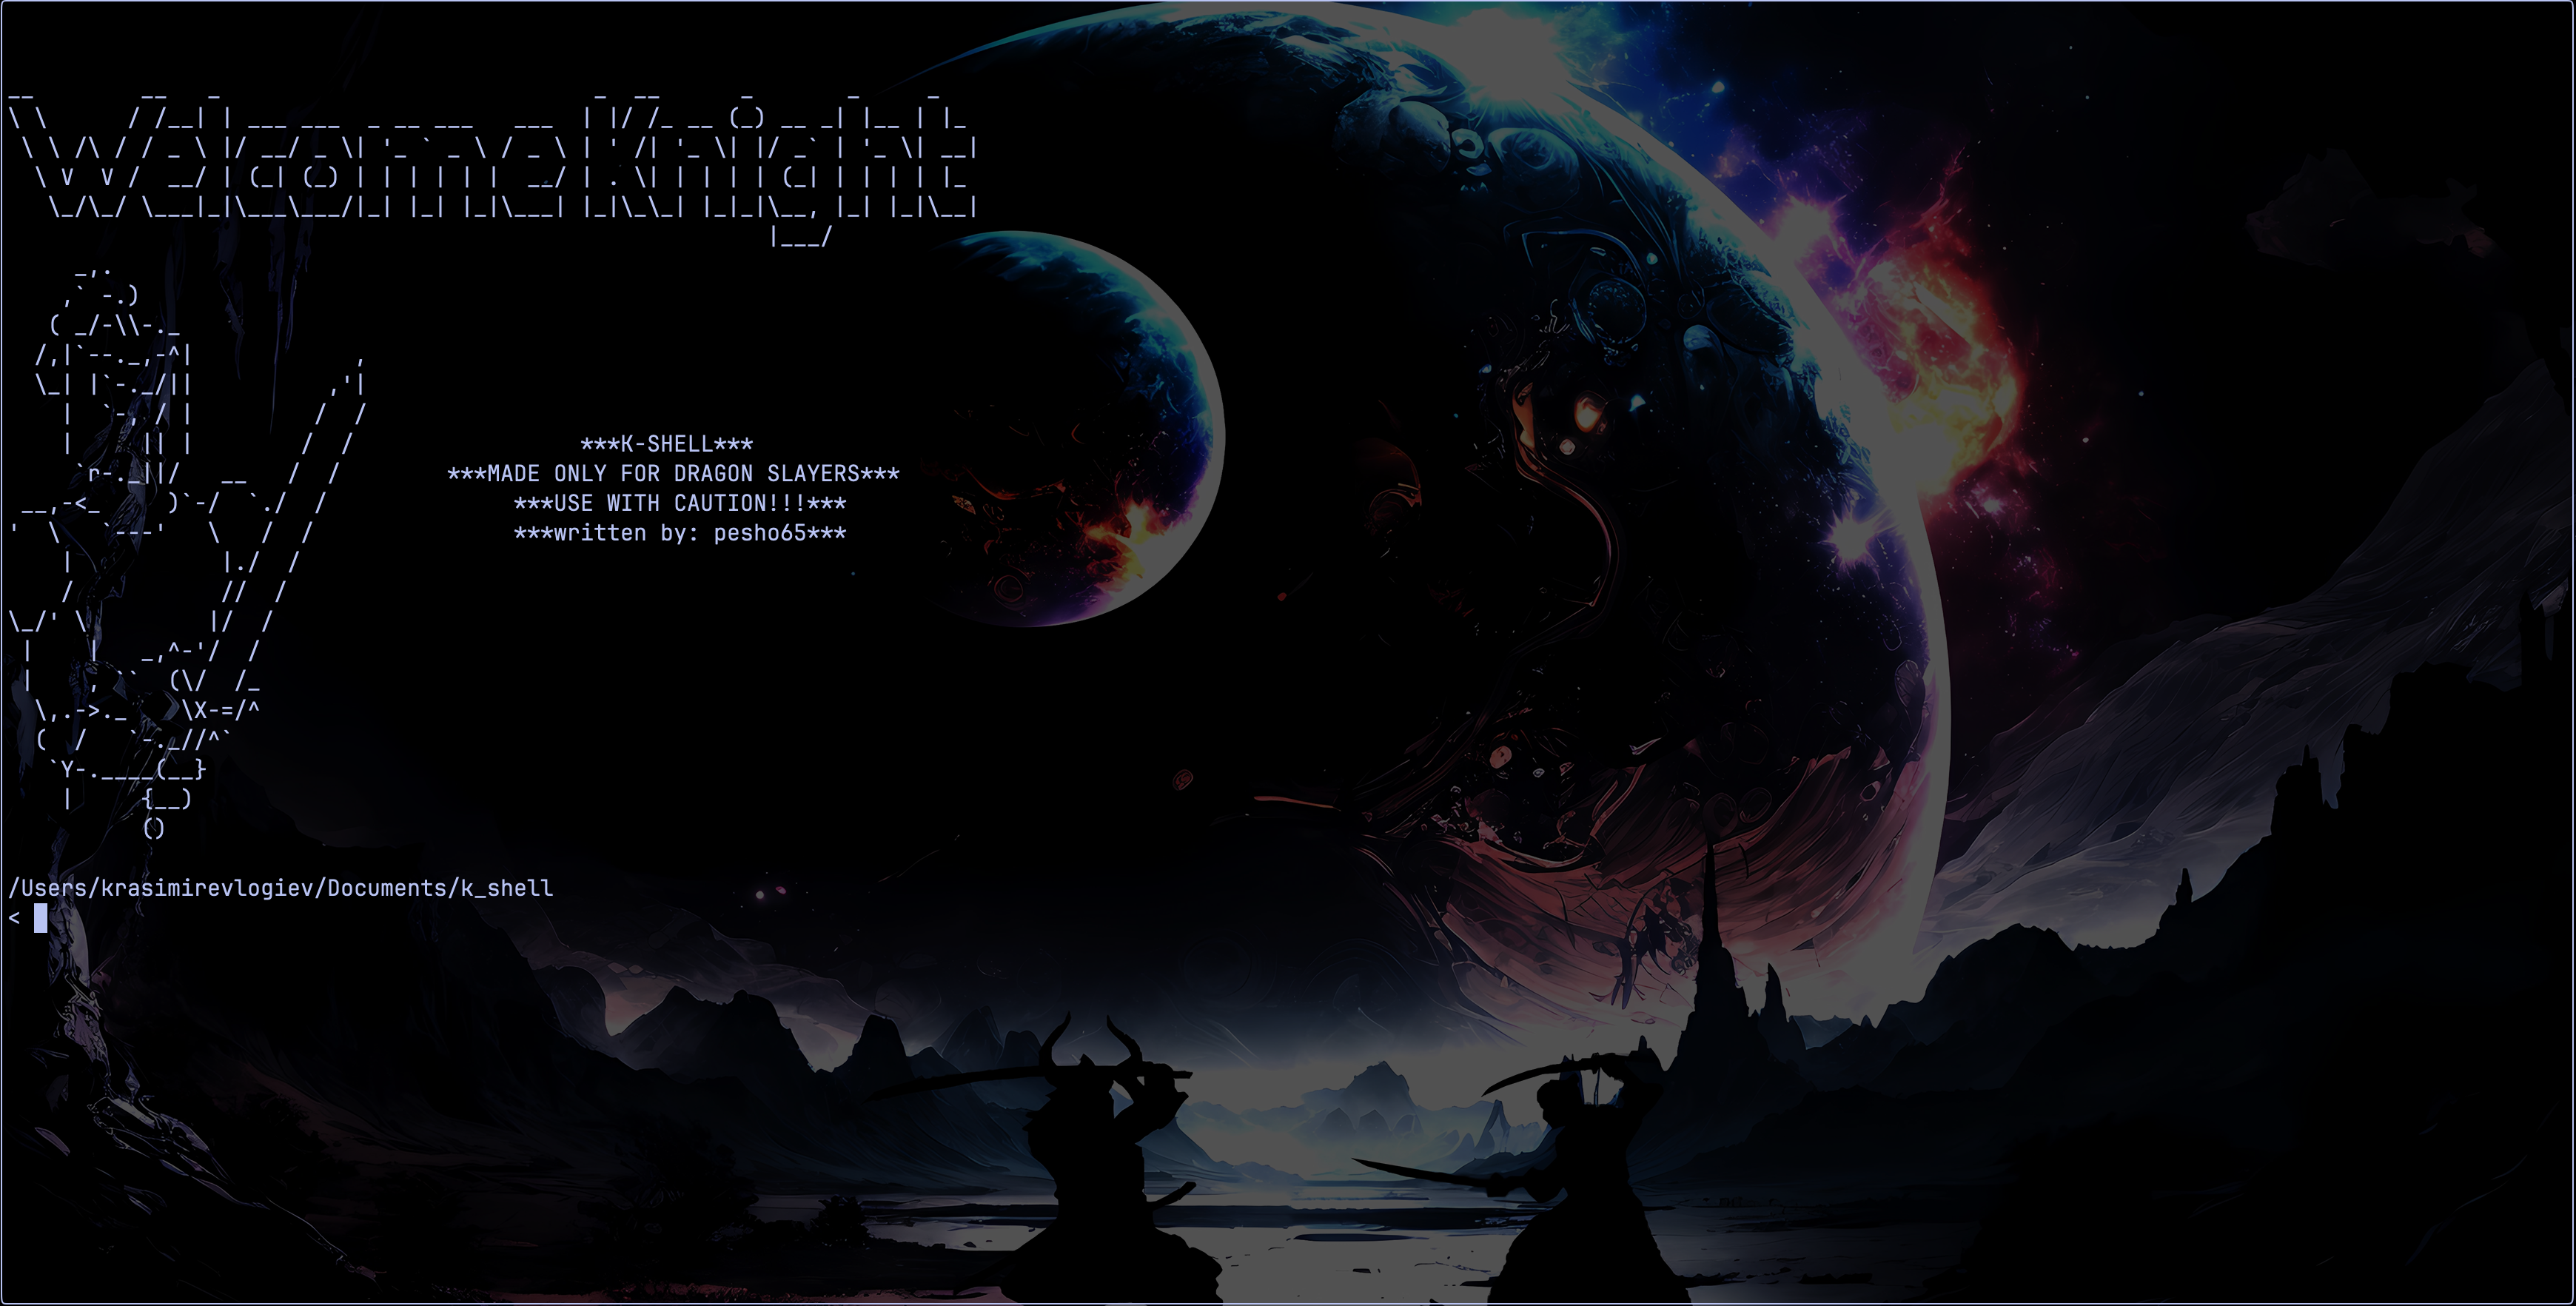 Welcome Knight
***K-SHELL***
***MADE ONLY FOR DRAGON SLAYERS***
***USE WITH CAUTION!!!***
***written by: pesho65***
/Users/krasimirevlogiev/Documents/k_shell
<